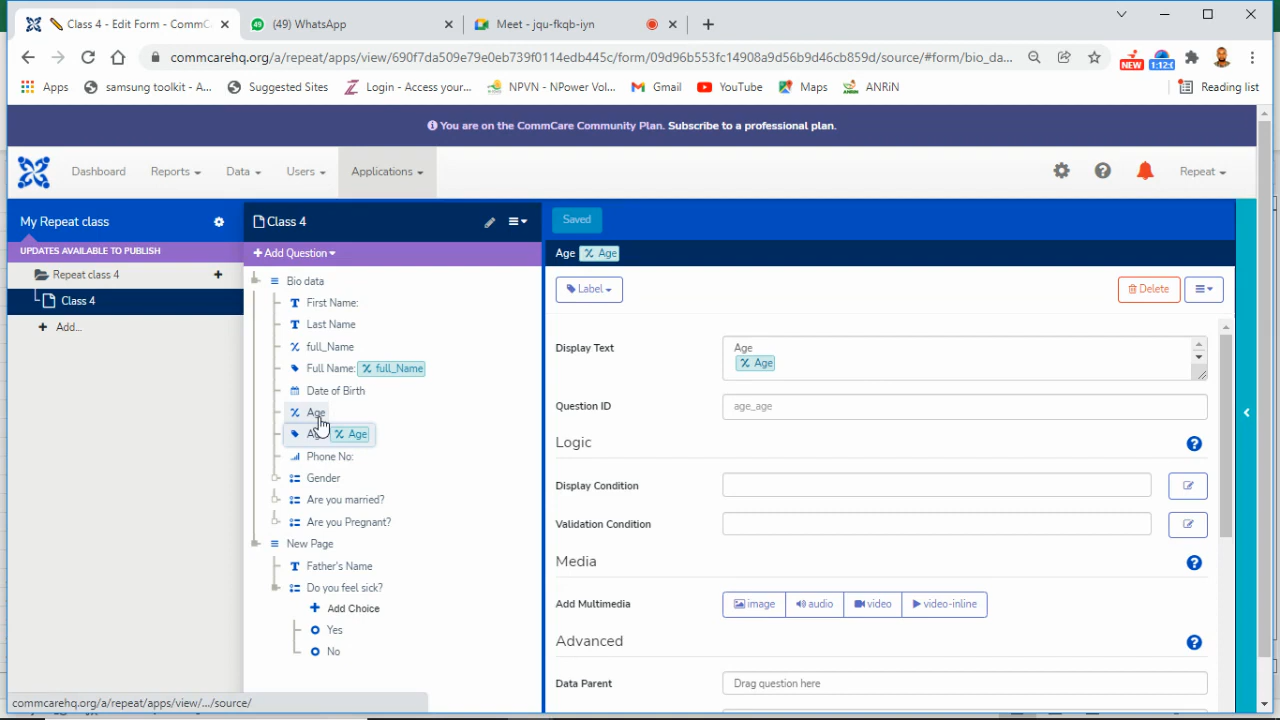 Class 4 - Edit Form - CommC
49
(49) WhatsApp
Meet - jqu-fkqb-iyn
commcarehq.org/a/repeat/apps/view/690f7da509e79e0eb739f0114edb445c/form/09d96b553fc14908a9d56b9d46cb859d/source/#form/bio_da...
NEW
1:12:0
Apps
samsung toolkit - A...
Suggested Sites
Login - Access your...
NPVN - NPower Vol...
Gmail
YouTube
Maps
ANRiN
Reading list
You are on the CommCare Community Plan. Subscribe to a professional plan.
Dashboard
Reports
Data
Users
Applications
Repeat
My Repeat class
UPDATES AVAILABLE TO PUBLISH
Repeat class 4
Class 4
Add...
Class 4
Add Question
Bio data
First Name:
Last Name
full_Name
Full Name: full_Name
Date of Birth
Age
Age
Phone No:
Gender
Are you married?
Are you Pregnant?
New Page
Father's Name
Do you feel sick?
Add Choice
Yes
No
Saved
Age Age
Label
Delete
Display Text
Age
Age
Question ID
age_age
Logic
Display Condition
Validation Condition
Media
Add Multimedia
image
audio
video
video-inline
Advanced
Data Parent
Drag question here
commcarehq.org/a/repeat/apps/view/.../source/